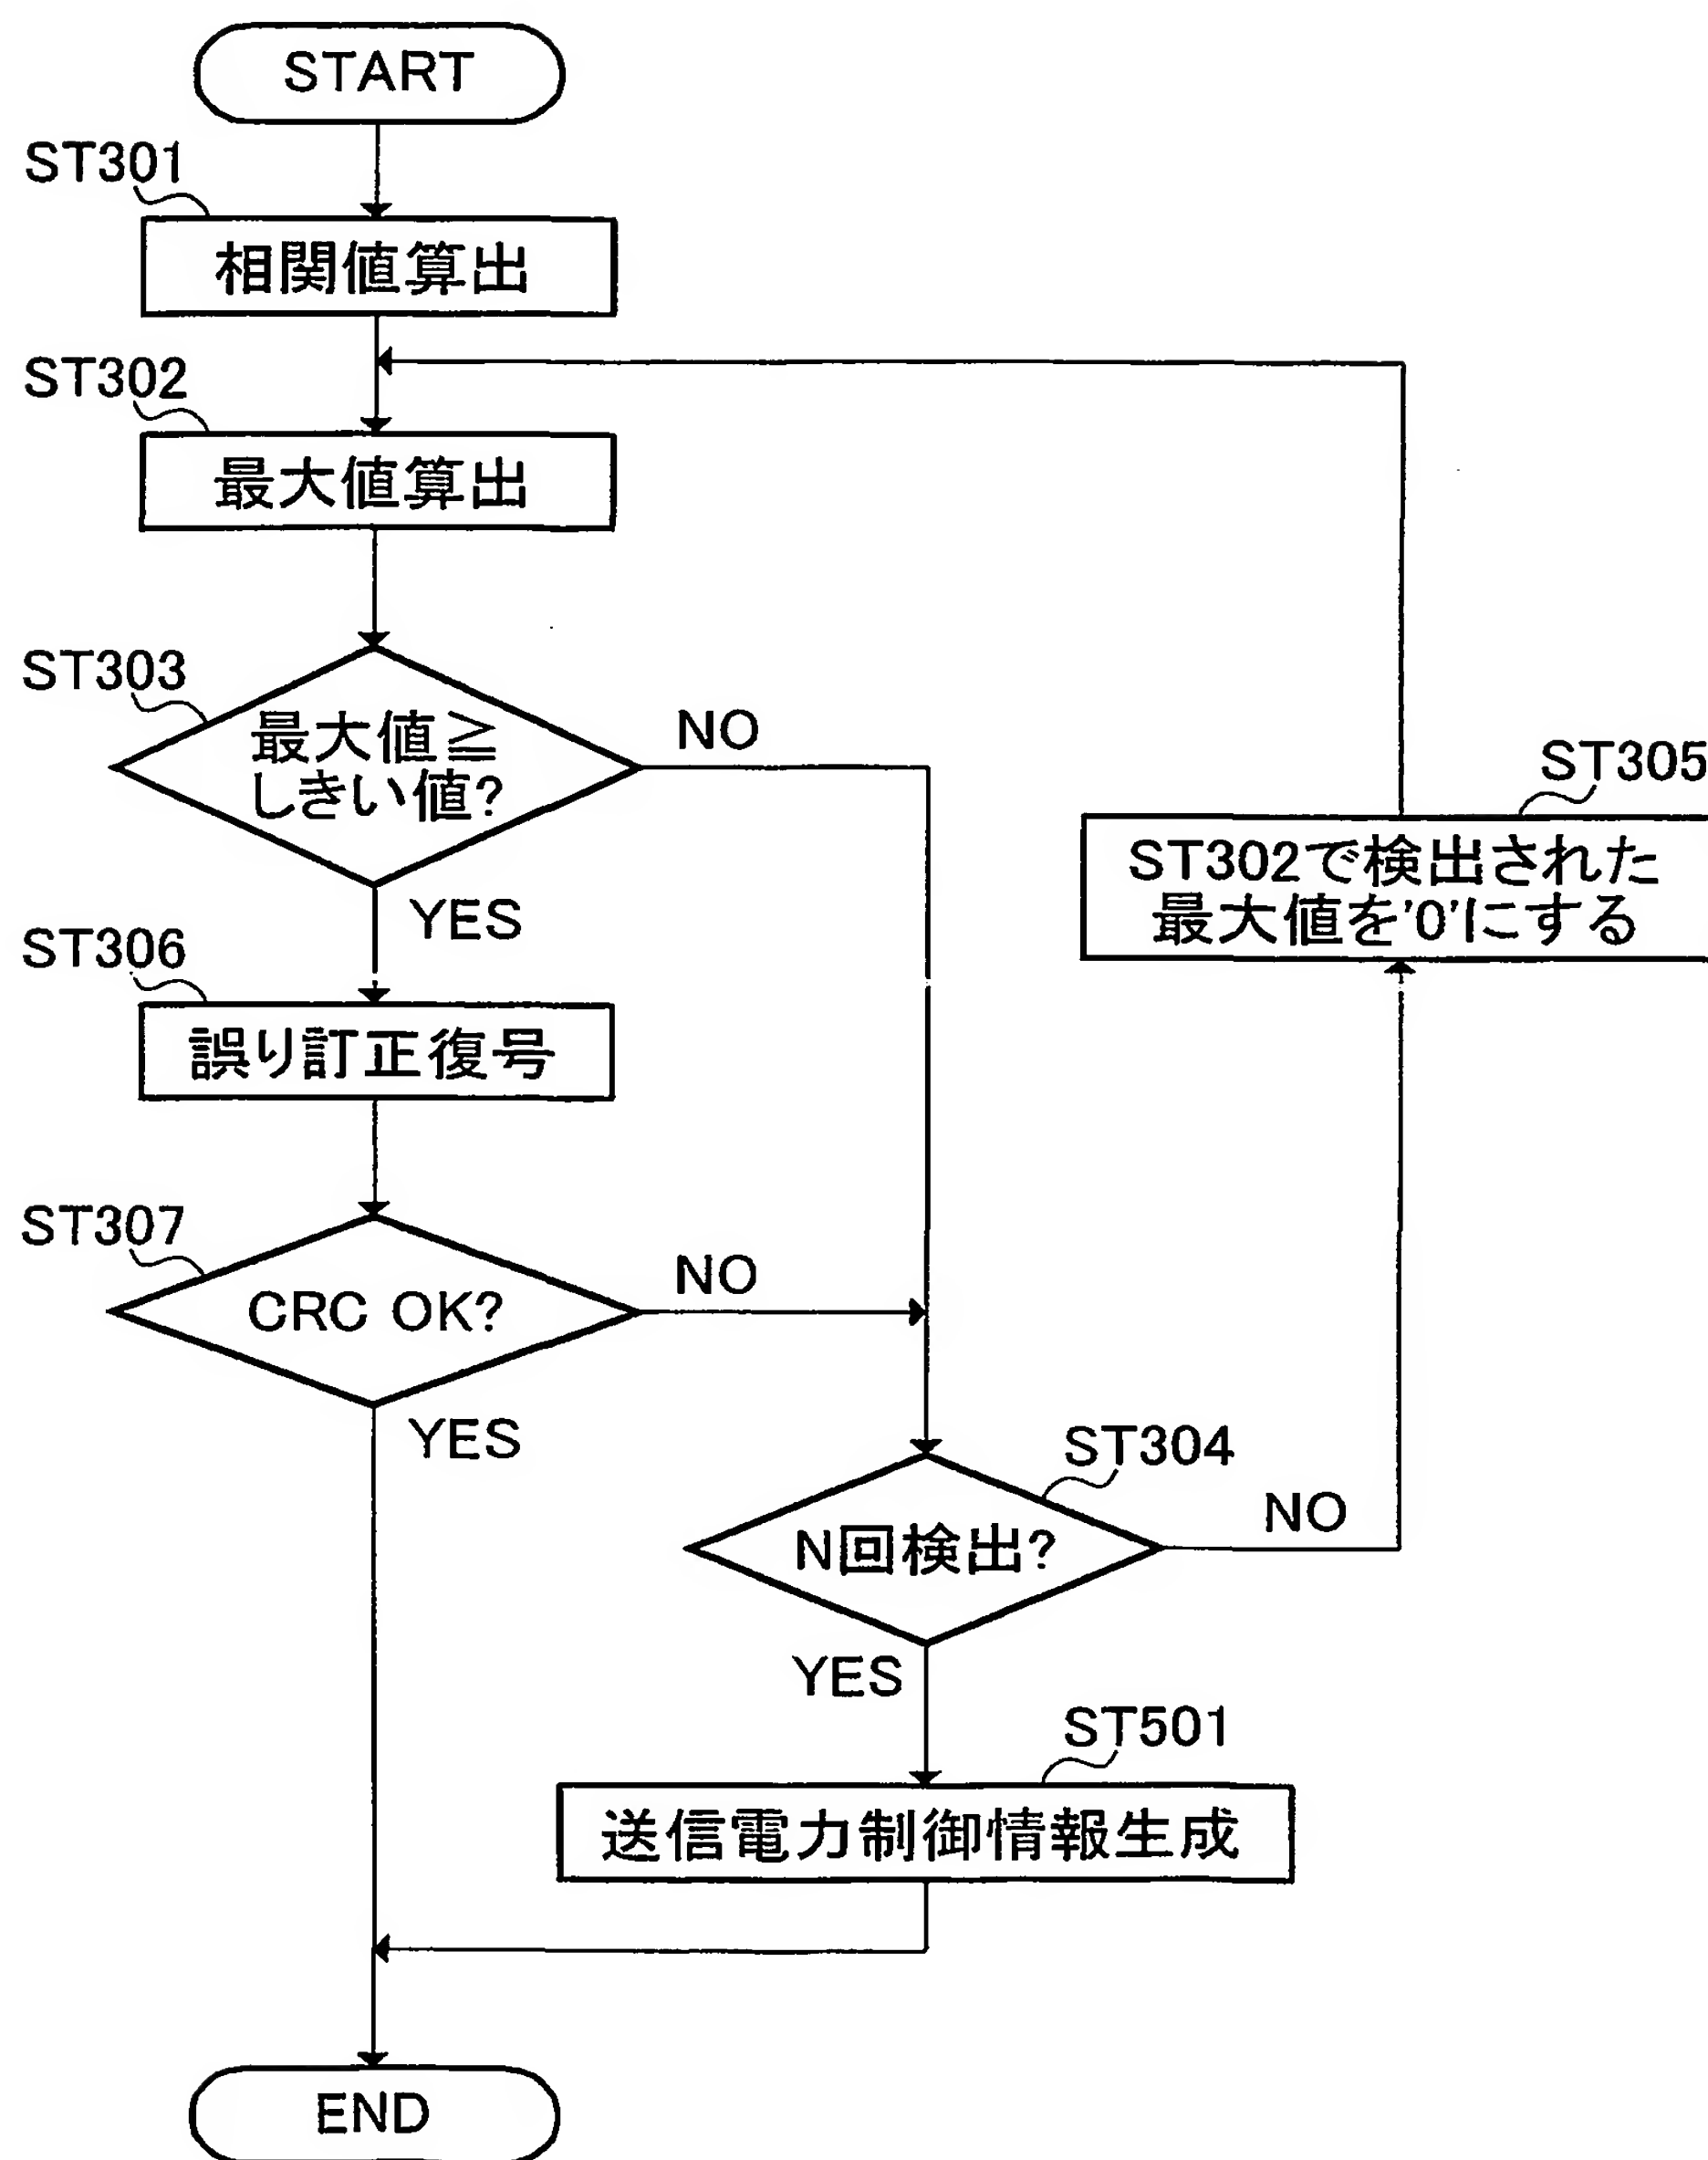 START
ST301
相関値算出
ST302
最大値算出
ST303
最大値≧
しきい値?
NO
YES
ST305
ST302で検出された
最大値を'0'にする
ST306
誤り訂正復号
ST307
CRC OK?
NO
YES
ST304
N回検出?
NO
YES
ST501
送信電力制御情報生成
END